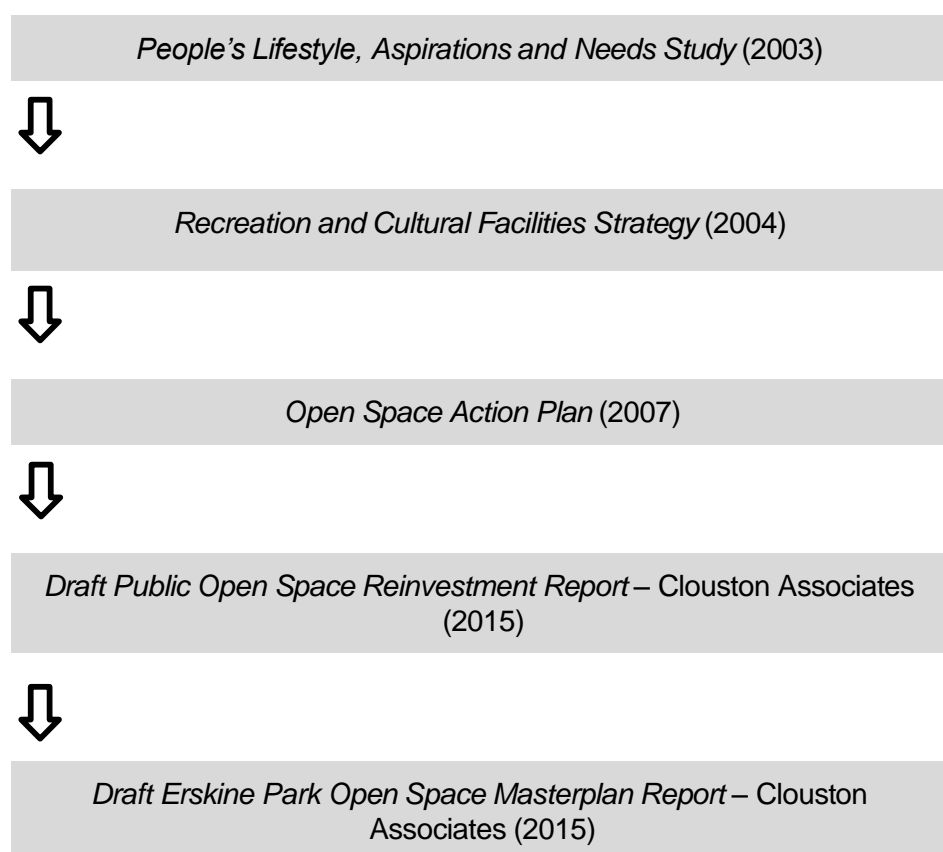 People’s Lifestyle, Aspirations and Needs Study (2003)
Recreation and Cultural Facilities Strategy (2004)
Open Space Action Plan (2007)
Draft Public Open Space Reinvestment Report – Clouston Associates
(2015)
Draft Erskine Park Open Space Masterplan Report – Clouston
Associates (2015)